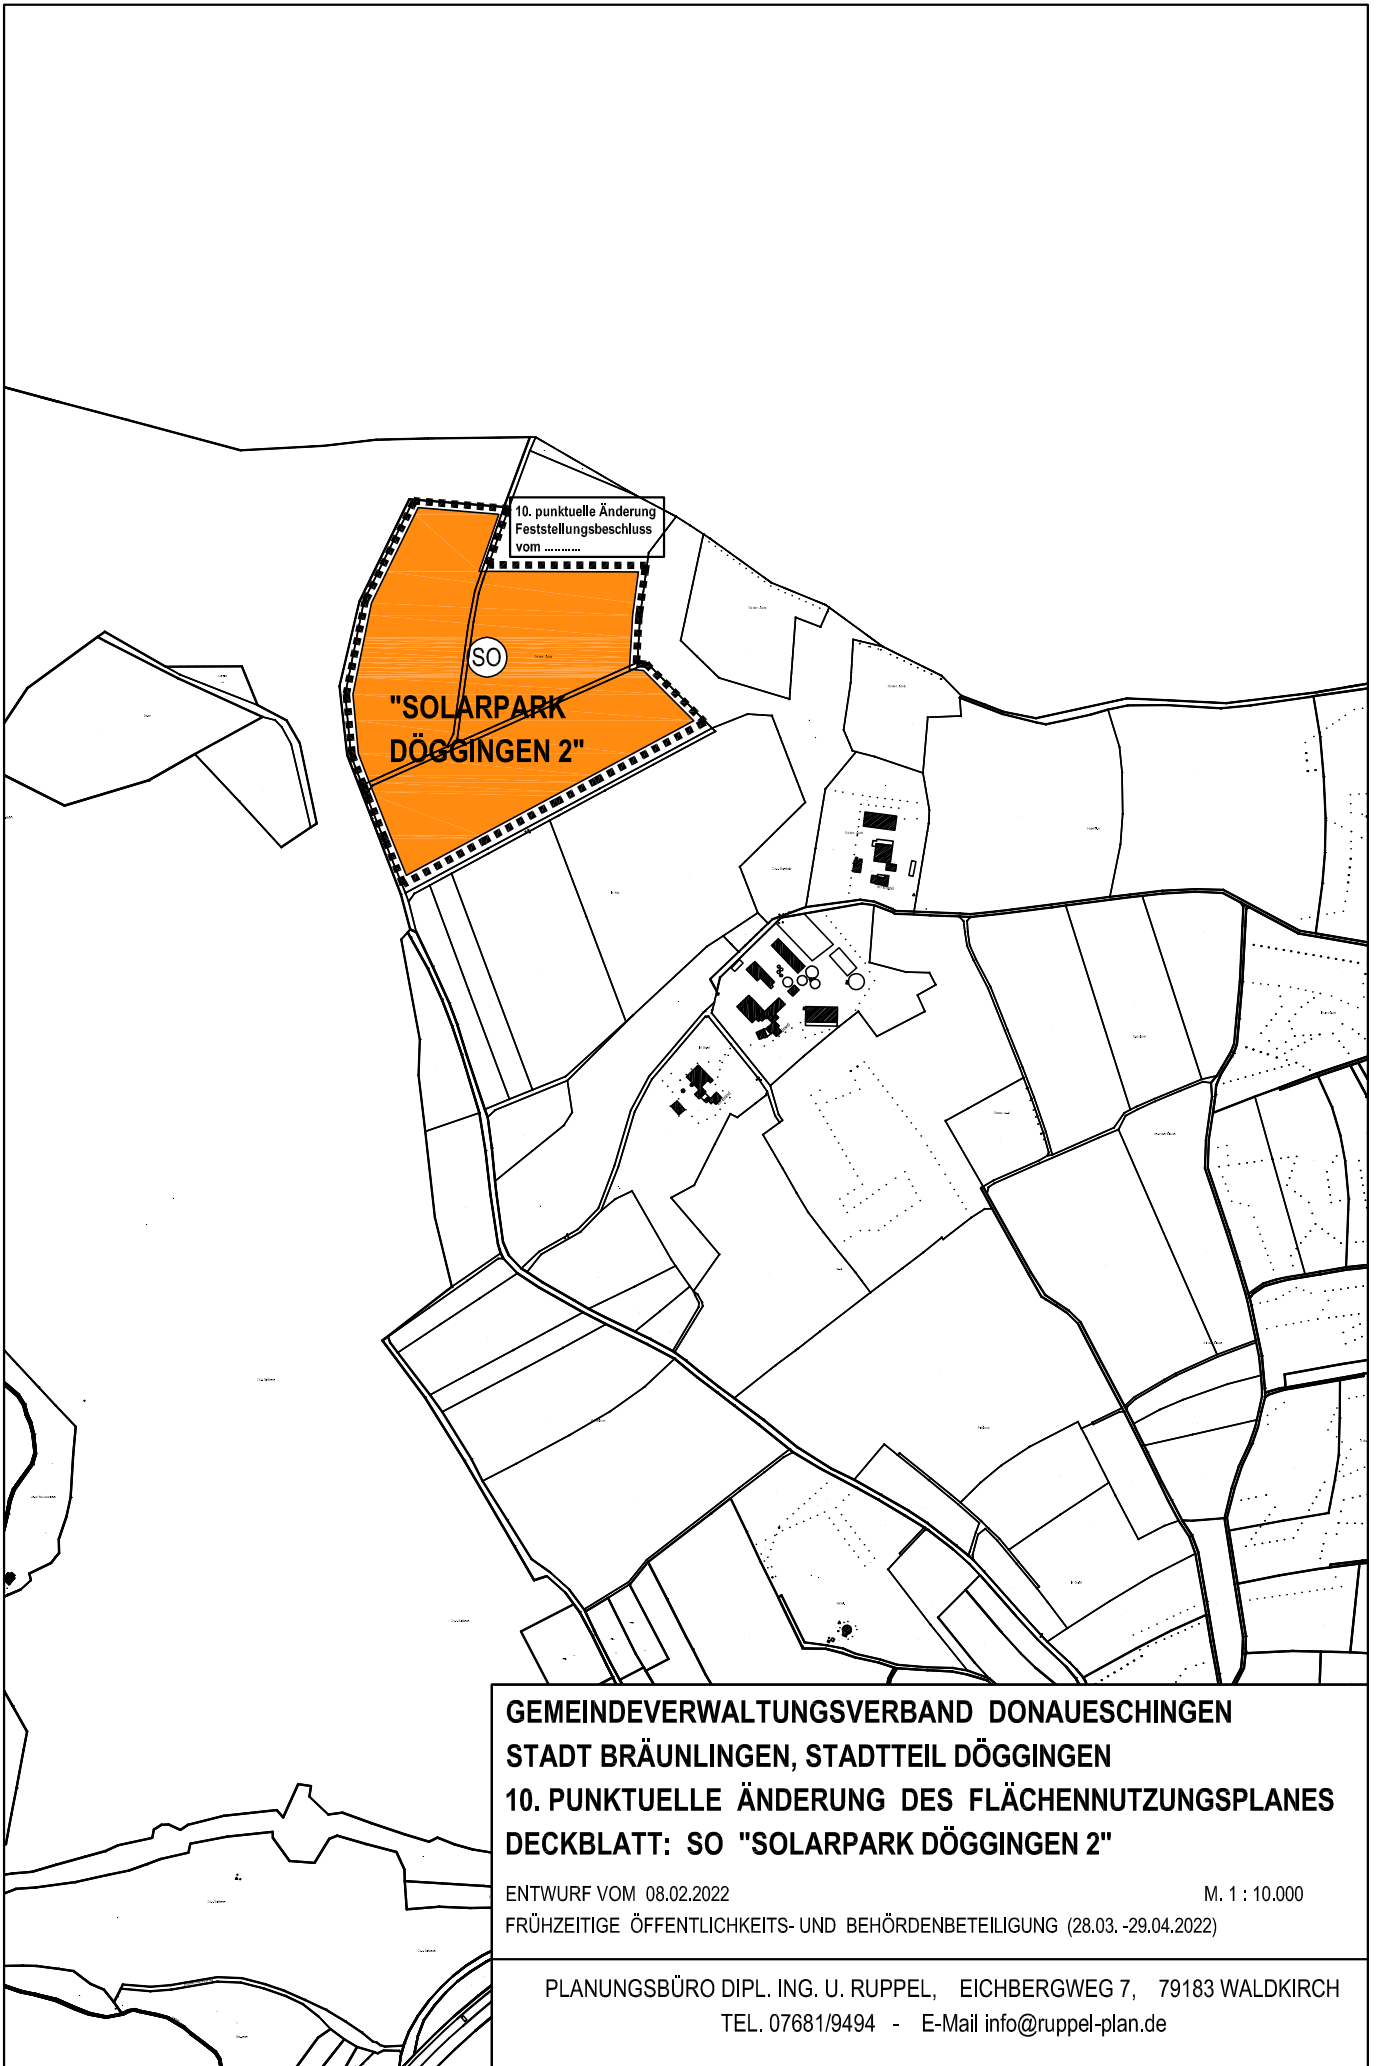 10. punktuelle Änderung
Feststellungsbeschluss
vom ...........
SO
"SOLARPARK
DÖGGINGEN 2"
GEMEINDEVERWALTUNGSVERBAND DONAUESCHINGEN
STADT BRÄUNLINGEN, STADTTEIL DÖGGINGEN
10. PUNKTUELLE ÄNDERUNG DES FLÄCHENNUTZUNGSPLANES
DECKBLATT: SO "SOLARPARK DÖGGINGEN 2"
ENTWURF VOM 08.02.2022 M. 1 : 10.000
FRÜHZEITIGE ÖFFENTLICHKEITS- UND BEHÖRDENBETEILIGUNG (28.03. -29.04.2022)
PLANUNGSBÜRO DIPL. ING. U. RUPPEL, EICHBERGWEG 7, 79183 WALDKIRCH
TEL. 07681/9494 - E-Mail info@ruppel-plan.de